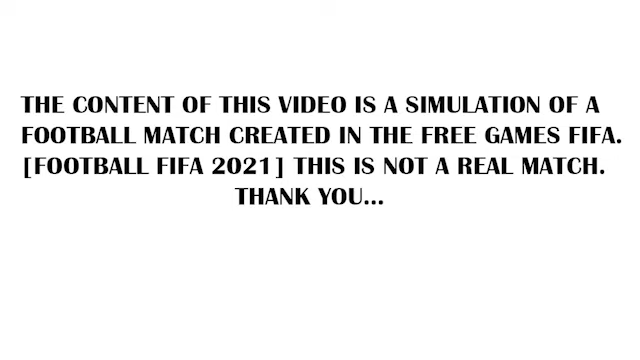 THE CONTENT OF THIS VIDEO IS A SIMULATION OF A
FOOTBALL MATCH CREATED IN THE FREE GAMES FIFA.
[FOOTBALL FIFA 2021] THIS IS NOT A REAL MATCH.
THANK YOU...